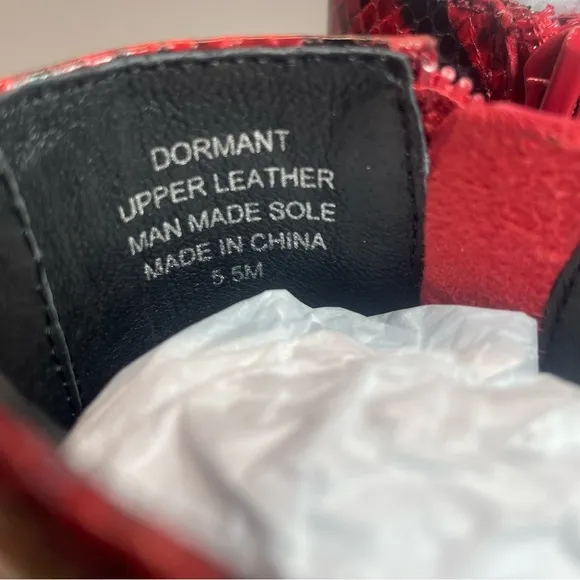 DORMANT
UPPER LEATHER
MAN MADE SOLE
MADE IN CHINA
5.5M